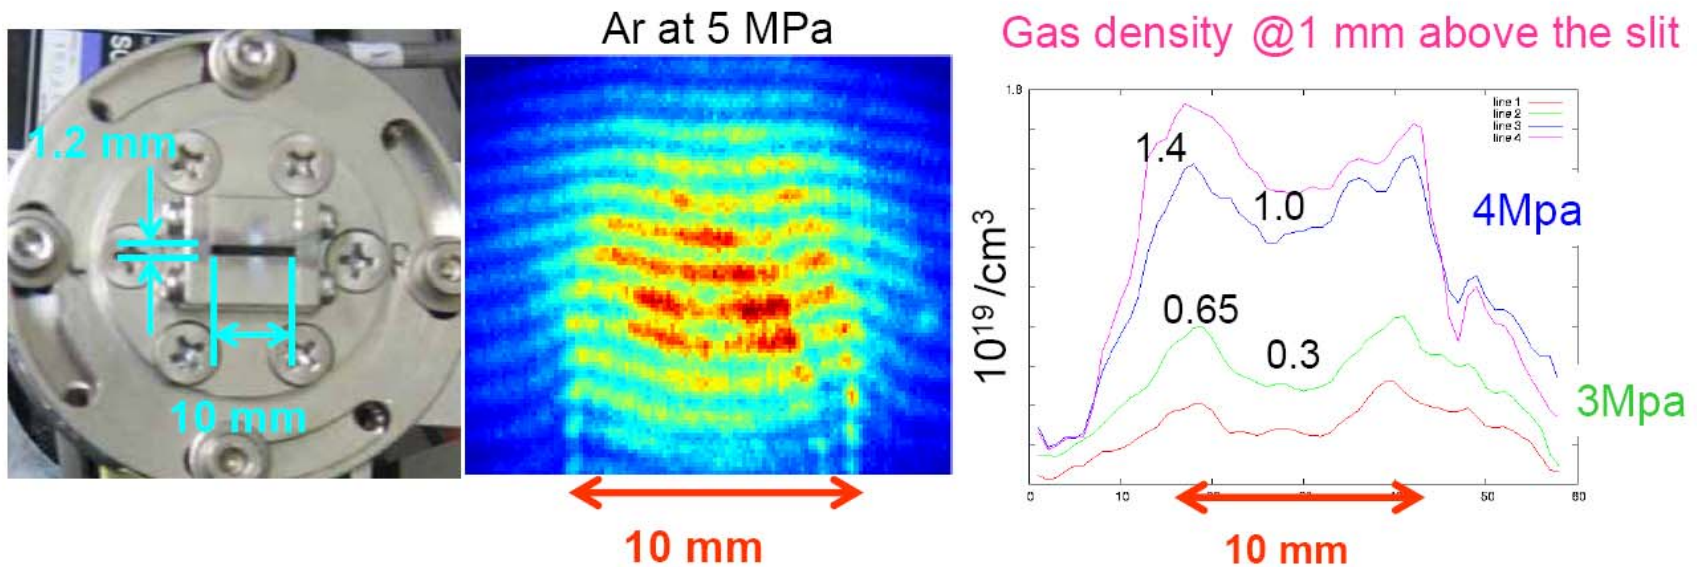 Ar at 5 MPa
Gas density @1 mm above the slit
1.2 mm
10 mm
10 mm
1.8
line 1
line 2
line 3
line 4
1.4
1.0
4Mpa
0.65
0.3
3Mpa
10¹⁹/cm³
0
10
50
60
10 mm